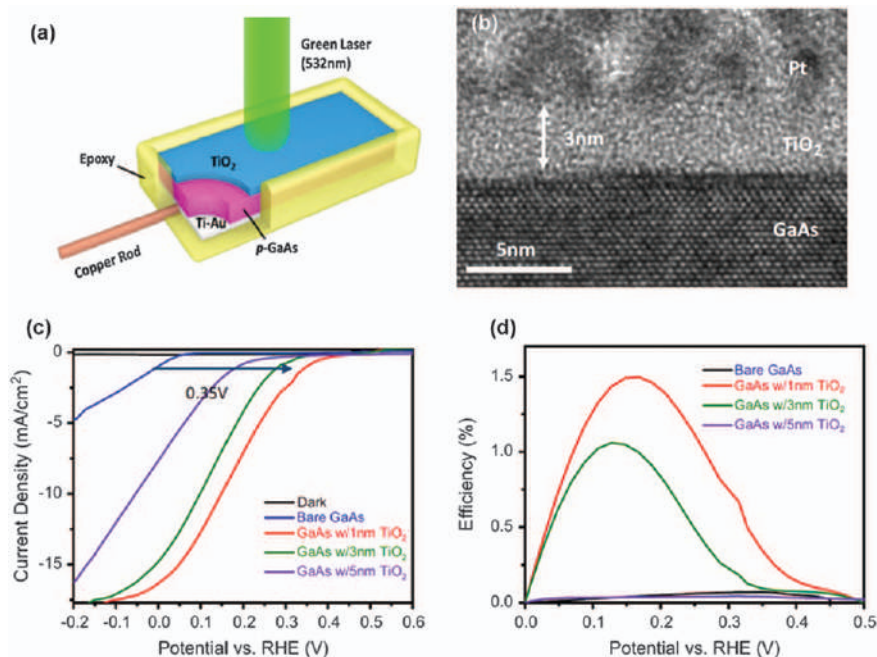 (a)
Green Laser
(532nm)
TiO₂
Epoxy
Ti-Au
p-GaAs
Copper Rod
(b)
Pt
3nm
TiO₂
GaAs
5nm
(c)
0
-5
-10
-15
Current Density (mA/cm²)
0.35V
Dark
Bare GaAs
GaAs w/1nm TiO₂
GaAs w/3nm TiO₂
GaAs w/5nm TiO₂
-0.2 -0.1 0.0 0.1 0.2 0.3 0.4 0.5 0.6
Potential vs. RHE (V)
(d)
1.5
1.0
0.5
0.0
Efficiency (%)
Bare GaAs
GaAs w/1nm TiO₂
GaAs w/3nm TiO₂
GaAs w/5nm TiO₂
0.0 0.1 0.2 0.3 0.4 0.5
Potential vs. RHE (V)